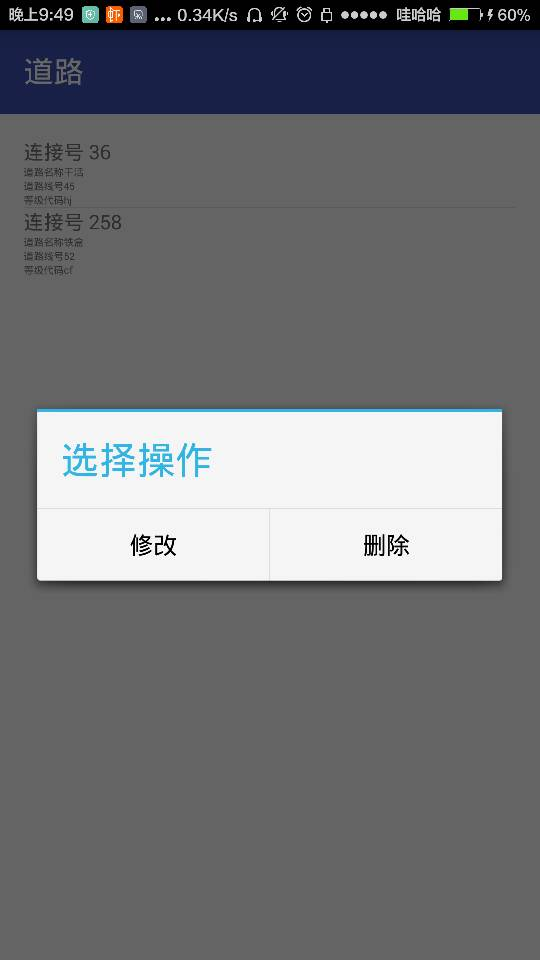 晚上9:49 ... 0.34K/s 哇哈哈 60%
道路
连接号 36
道路名称干活
道路线号45
等级代码hj
连接号 258
道路名称铁盒
道路线号52
等级代码cf
选择操作
修改 删除